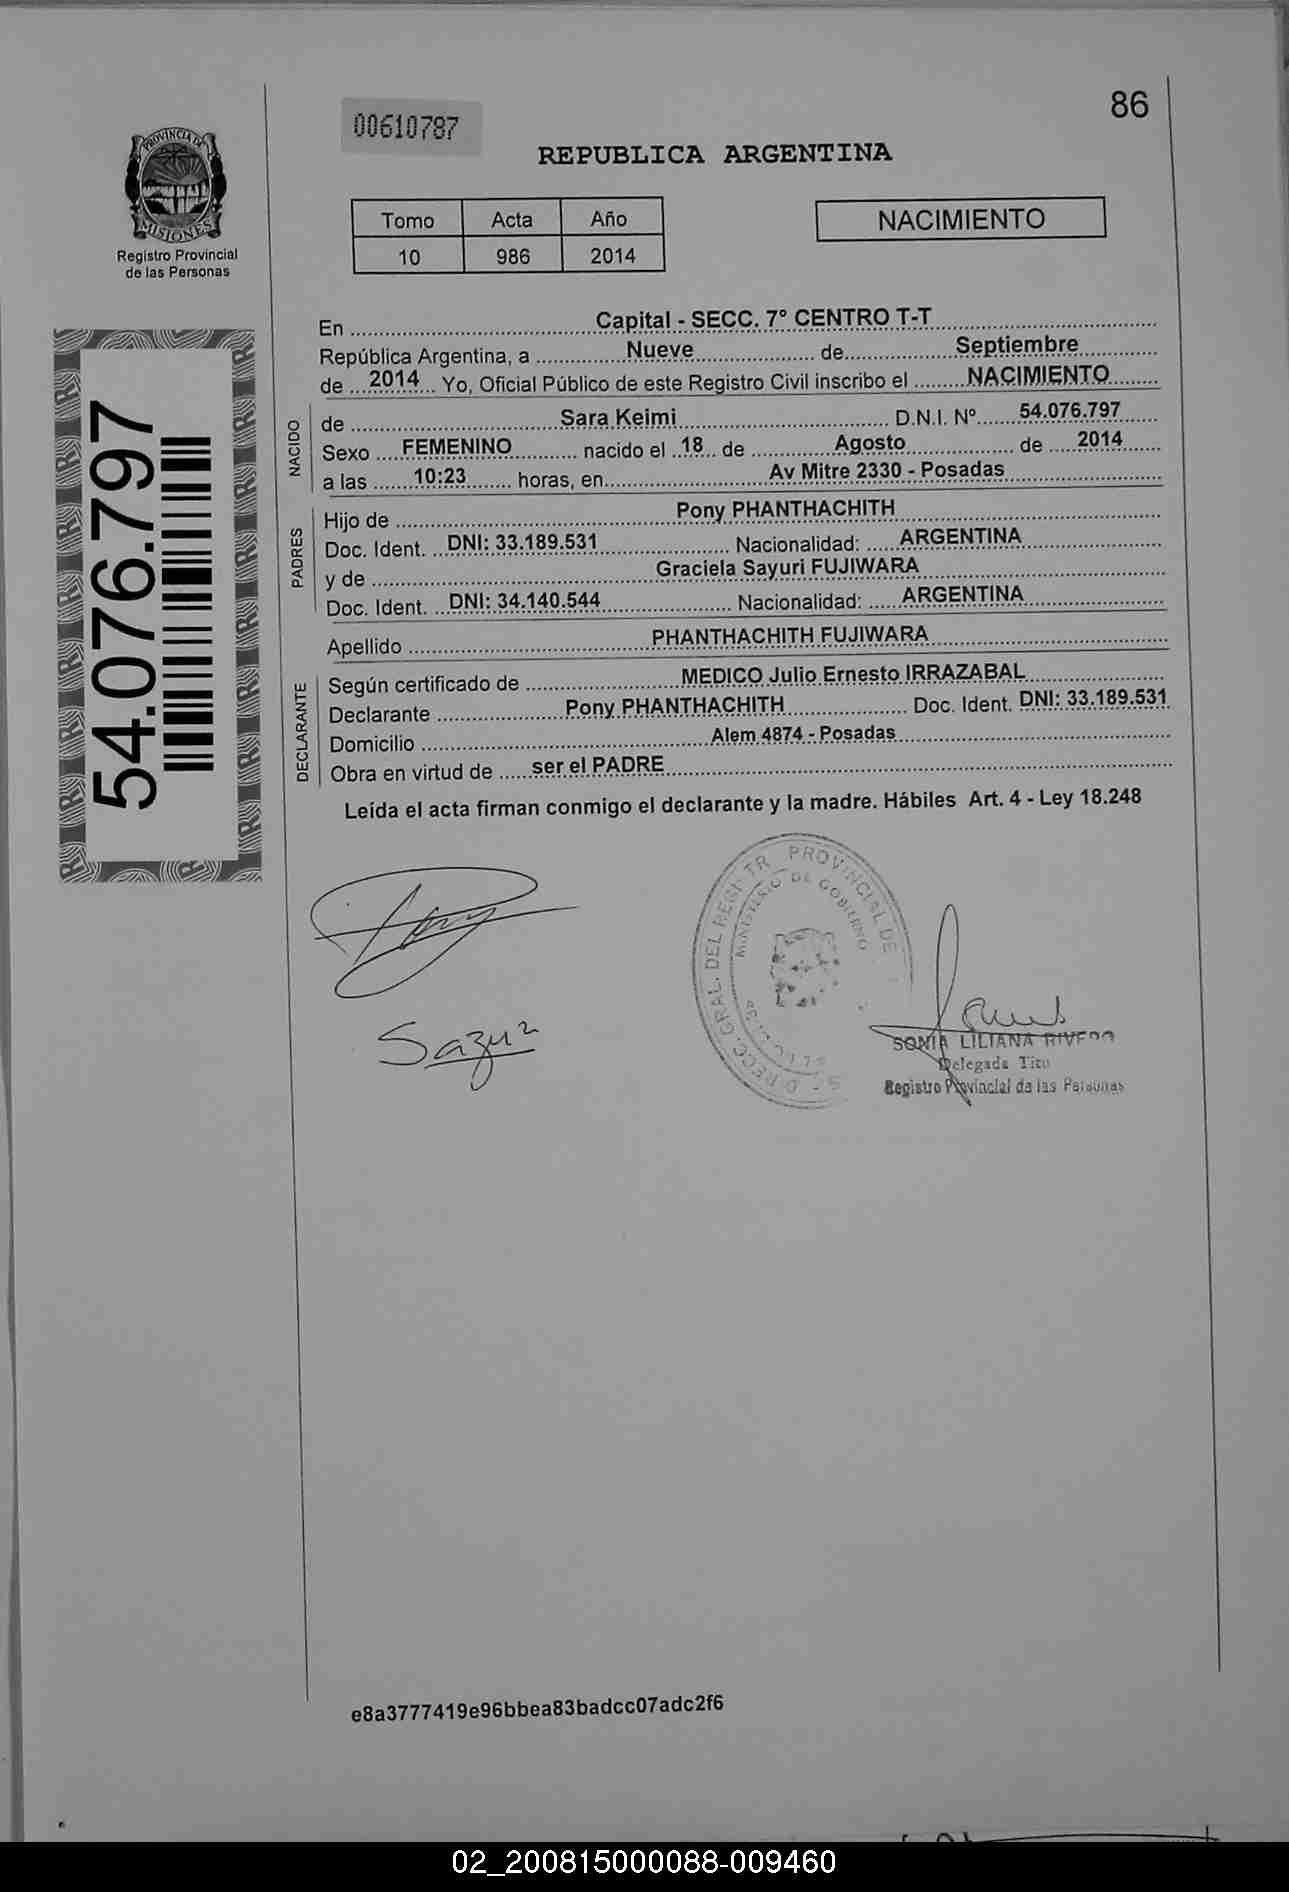 86
00610787
REPUBLICA ARGENTINA
PROVINCIA DE
MISIONES
Registro Provincial
de las Personas
Tomo Acta Año
10 986 2014
NACIMIENTO
54.076.797
En Capital - SECC. 7° CENTRO T-T
República Argentina, a Nueve de Septiembre
de 2014 Yo, Oficial Público de este Registro Civil inscribo el NACIMIENTO
NACIDO
de Sara Keimi D.N.I. Nº 54.076.797
Sexo FEMENINO nacido el 18 de Agosto de 2014
a las 10:23 horas, en Av Mitre 2330 - Posadas
PADRES
Hijo de Pony PHANTHACHITH
Doc. Ident. DNI: 33.189.531 Nacionalidad: ARGENTINA
y de Graciela Sayuri FUJIWARA
Doc. Ident. DNI: 34.140.544 Nacionalidad: ARGENTINA
Apellido PHANTHACHITH FUJIWARA
DECLARANTE
Según certificado de MEDICO Julio Ernesto IRRAZABAL
Declarante Pony PHANTHACHITH Doc. Ident. DNI: 33.189.531
Domicilio Alem 4874 - Posadas
Obra en virtud de ser el PADRE
Leída el acta firman conmigo el declarante y la madre. Hábiles Art. 4 - Ley 18.248
PROVINCIAL DE
MINISTERIO DE GOBIERNO
GRAL. DEL
SONIA LILIANA RIVERO
Delegada
Registro Provincial de las Personas
e8a3777419e96bbea83badcc07adc2f6
02_200815000088-009460